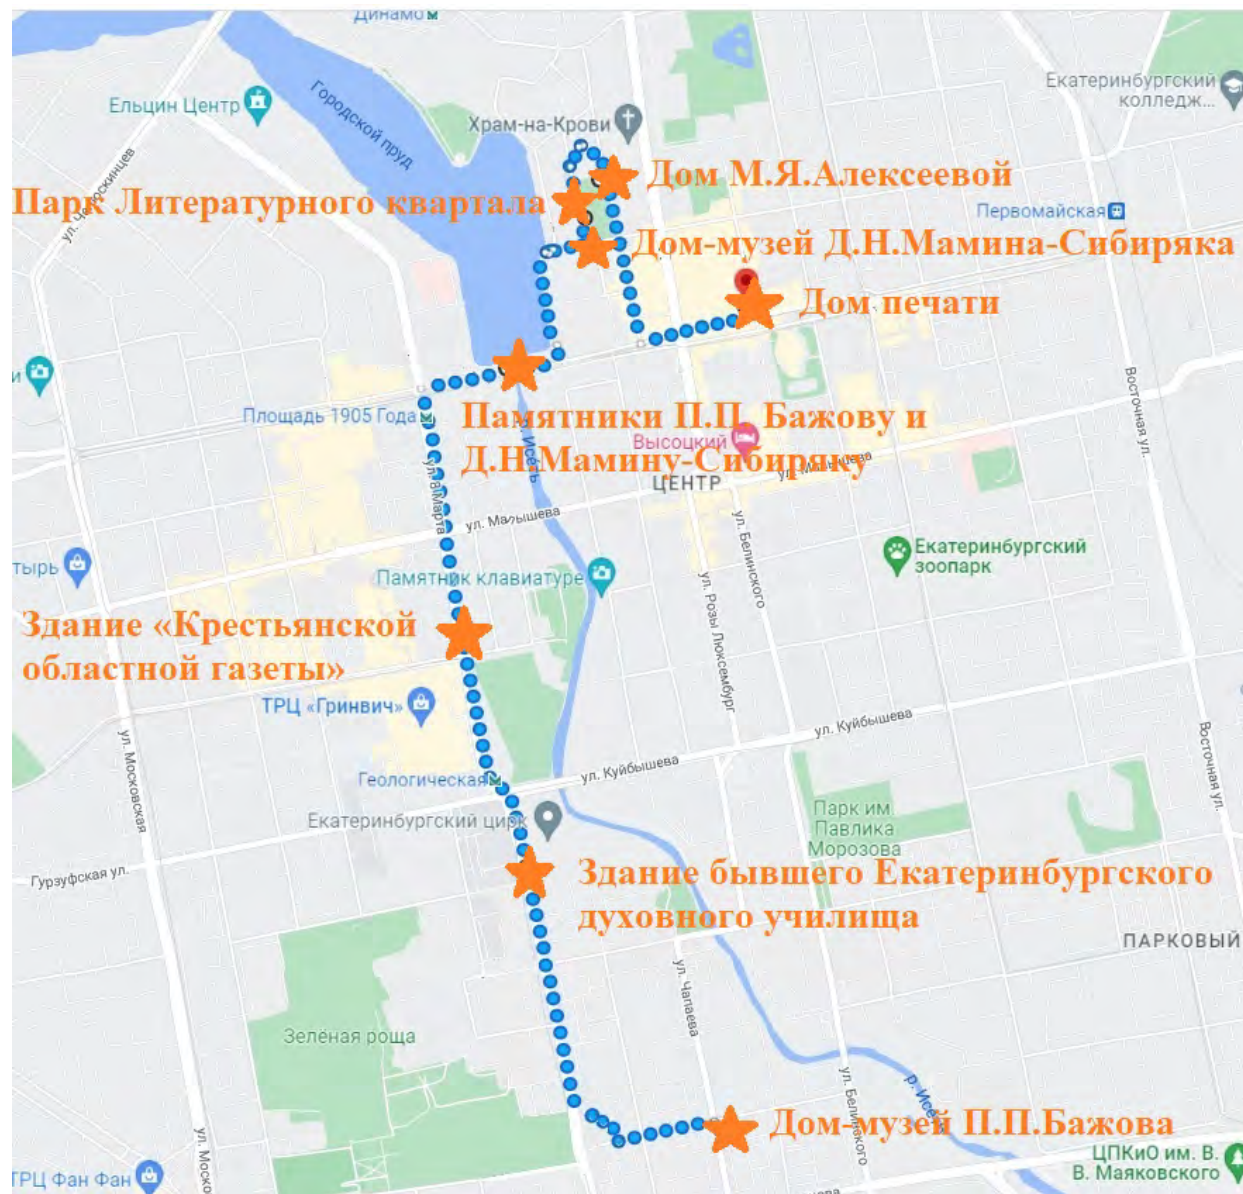 Динамо
Ельцин Центр
Городской пруд
Храм-на-Крови
Екатеринбургский
колледж...
ул. Челюскинцев
Дом М.Я.Алексеевой
Парк Литературного квартала
Первомайская
Дом-музей Д.Н.Мамина-Сибиряка
Дом печати
и
Площадь 1905 Года
Памятники П.П. Бажову и
Д.Н.Мамину-Сибиряку
Высоцкий
ЦЕНТР
Исеть
ул. 8 Марта
ул. Малышева
ул. Малышева
Восточная ул.
ул. Белинского
тырь
Памятник клавиатуре
Екатеринбургский
зоопарк
Здание «Крестьянской
областной газеты»
ул. Розы Люксембург
ТРЦ «Гринвич»
ул. Московская
Геологическая
ул. Куйбышева
ул. Куйбышева
Восточная ул.
Екатеринбургский цирк
Парк им.
Павлика
Морозова
Гурзуфская ул.
Здание бывшего Екатеринбургского
духовного училища
ПАРКОВЫЙ
ул. Чапаева
Зелёная роща
ул. Белинского
р. Исеть
Дом-музей П.П.Бажова
ул. Моско
ЦПКиО им. В.
В. Маяковского
ТРЦ Фан Фан